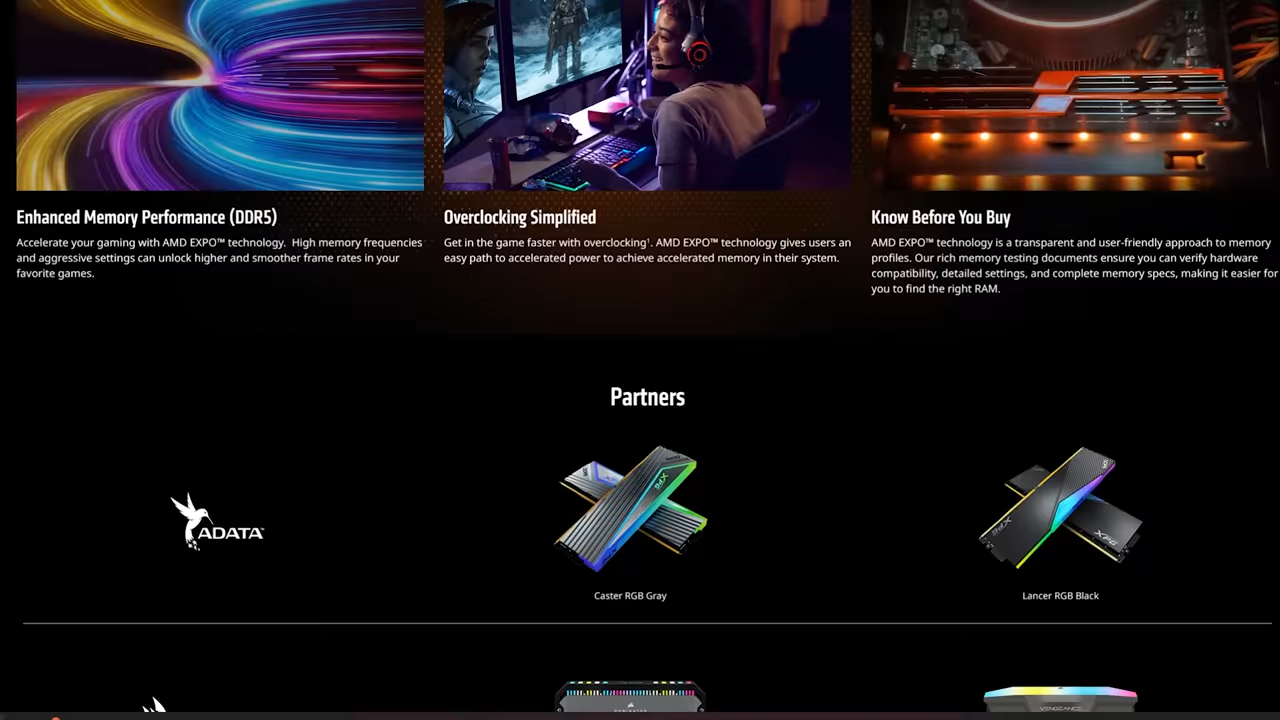 Enhanced Memory Performance (DDR5)
Accelerate your gaming with AMD EXPO™ technology.  High memory frequencies
and aggressive settings can unlock higher and smoother frame rates in your
favorite games.
Overclocking Simplified
Get in the game faster with overclocking¹. AMD EXPO™ technology gives users an
easy path to accelerated power to achieve accelerated memory in their system.
Know Before You Buy
AMD EXPO™ technology is a transparent and user-friendly approach to memory
profiles. Our rich memory testing documents ensure you can verify hardware
compatibility, detailed settings, and complete memory specs, making it easier for
you to find the right RAM.
Partners
ADATA™
XPG
XPG
Caster RGB Gray
Lancer RGB Black
VENGEANCE